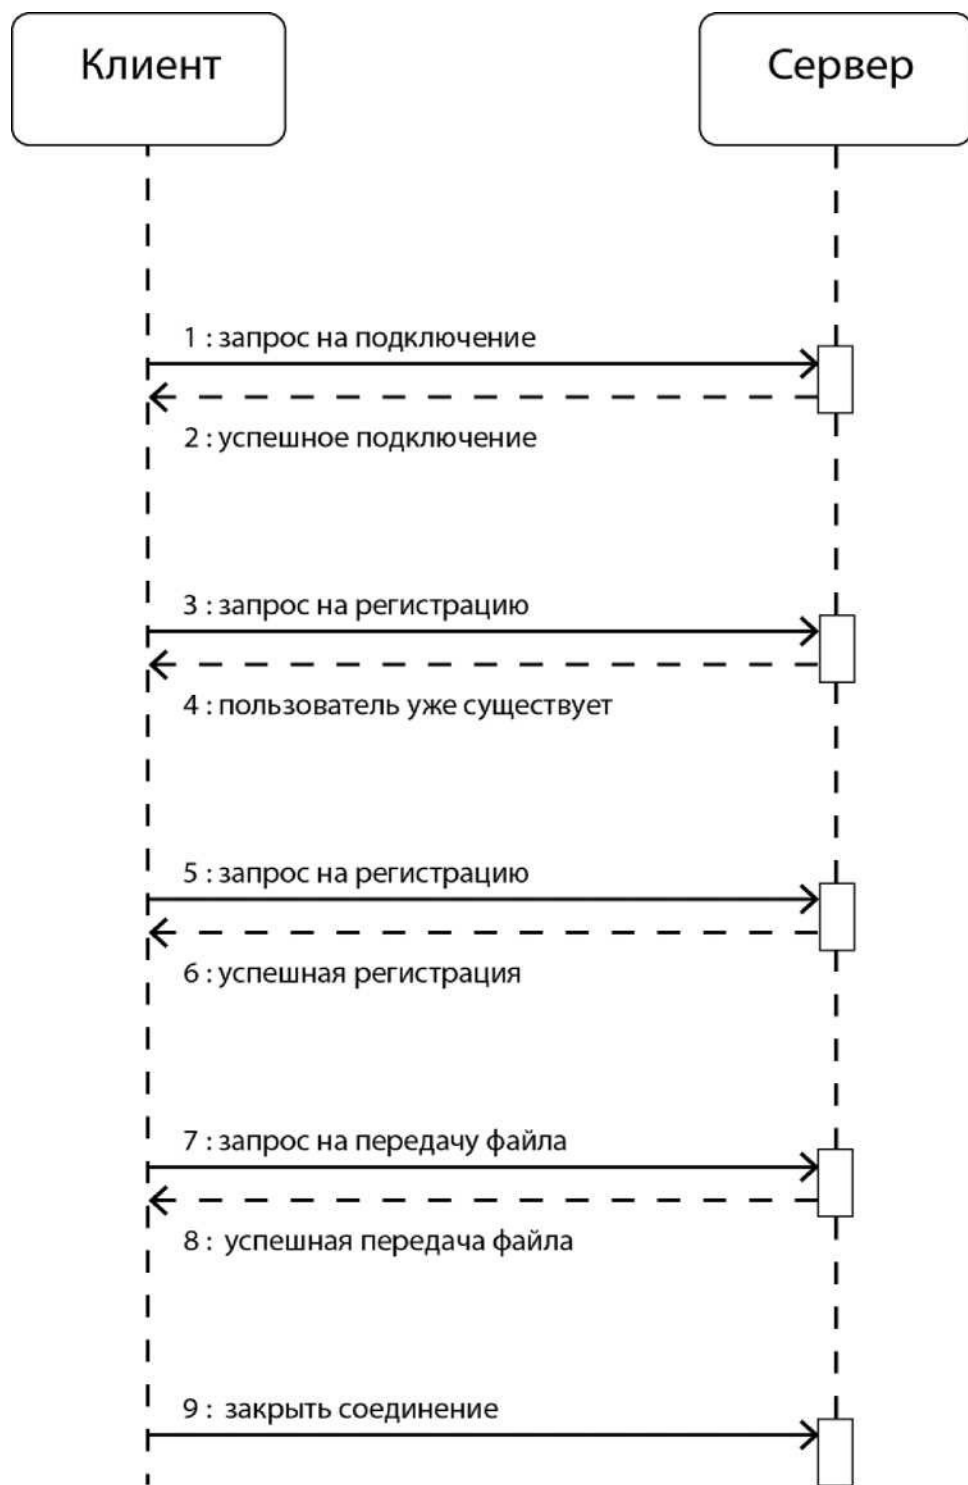 Клиент
Сервер
1 : запрос на подключение
2 : успешное подключение
3 : запрос на регистрацию
4 : пользователь уже существует
5 : запрос на регистрацию
6 : успешная регистрация
7 : запрос на передачу файла
8 : успешная передача файла
9 : закрыть соединение